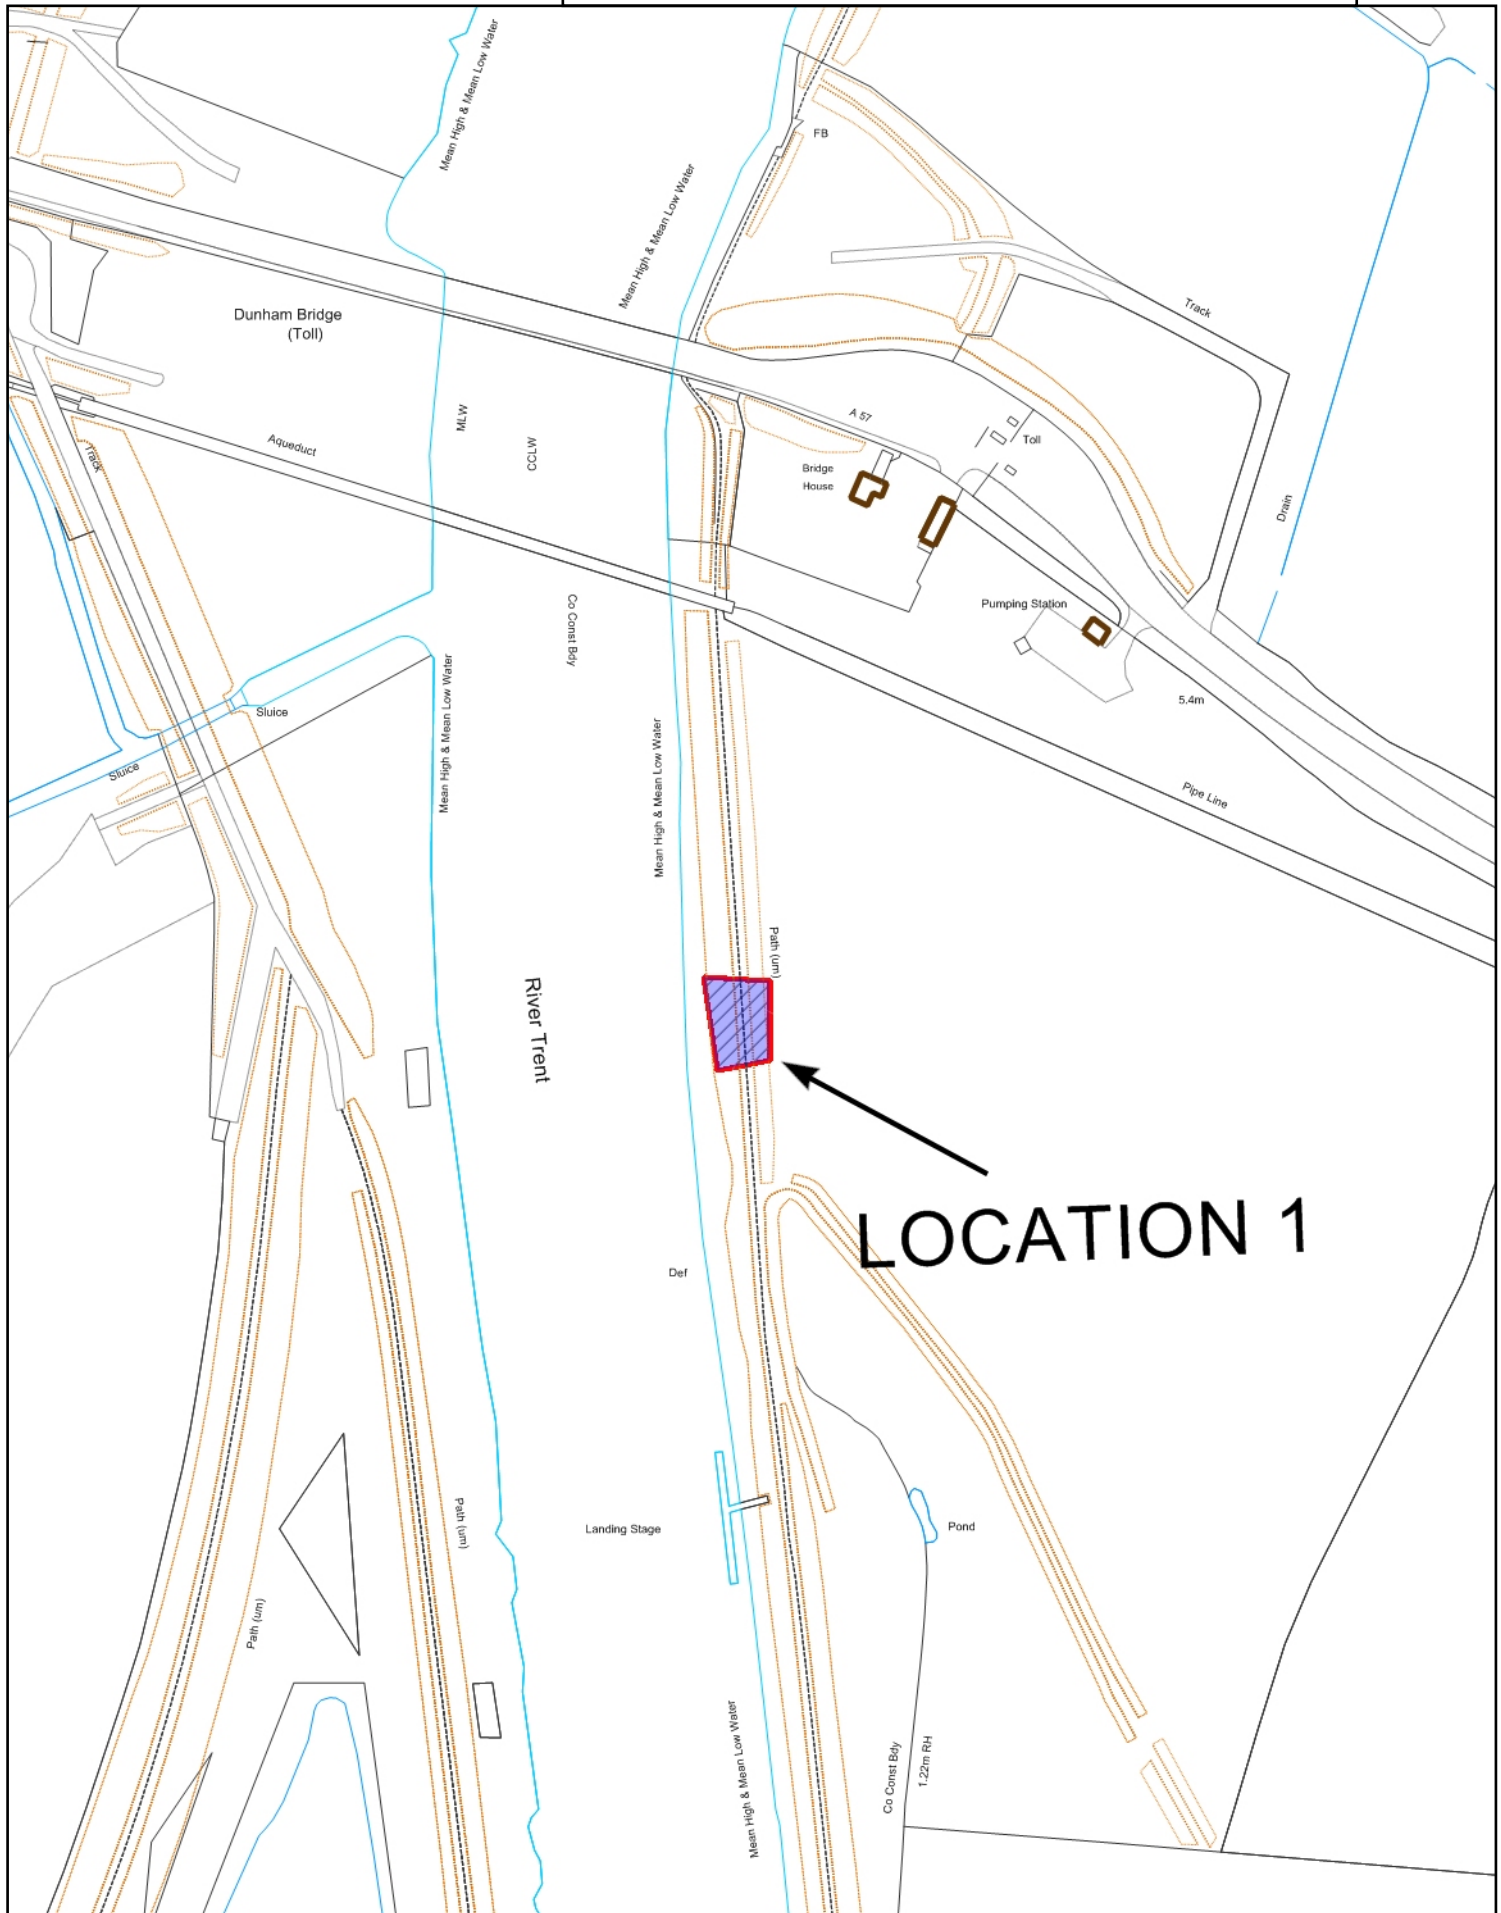 Mean High & Mean Low Water
FB
Mean High & Mean Low Water
Track
Dunham Bridge
(Toll)
A 57
Toll
MLW
CCLW
Aqueduct
Track
Bridge
House
Drain
Pumping Station
Co Const Bdy
5.4m
Sluice
Mean High & Mean Low Water
Mean High & Mean Low Water
Sluice
Pipe Line
Path (um)
River Trent
LOCATION 1
Def
Landing Stage
Path (um)
Pond
Path (um)
Mean High & Mean Low Water
Co Const Bdy
1.22m RH